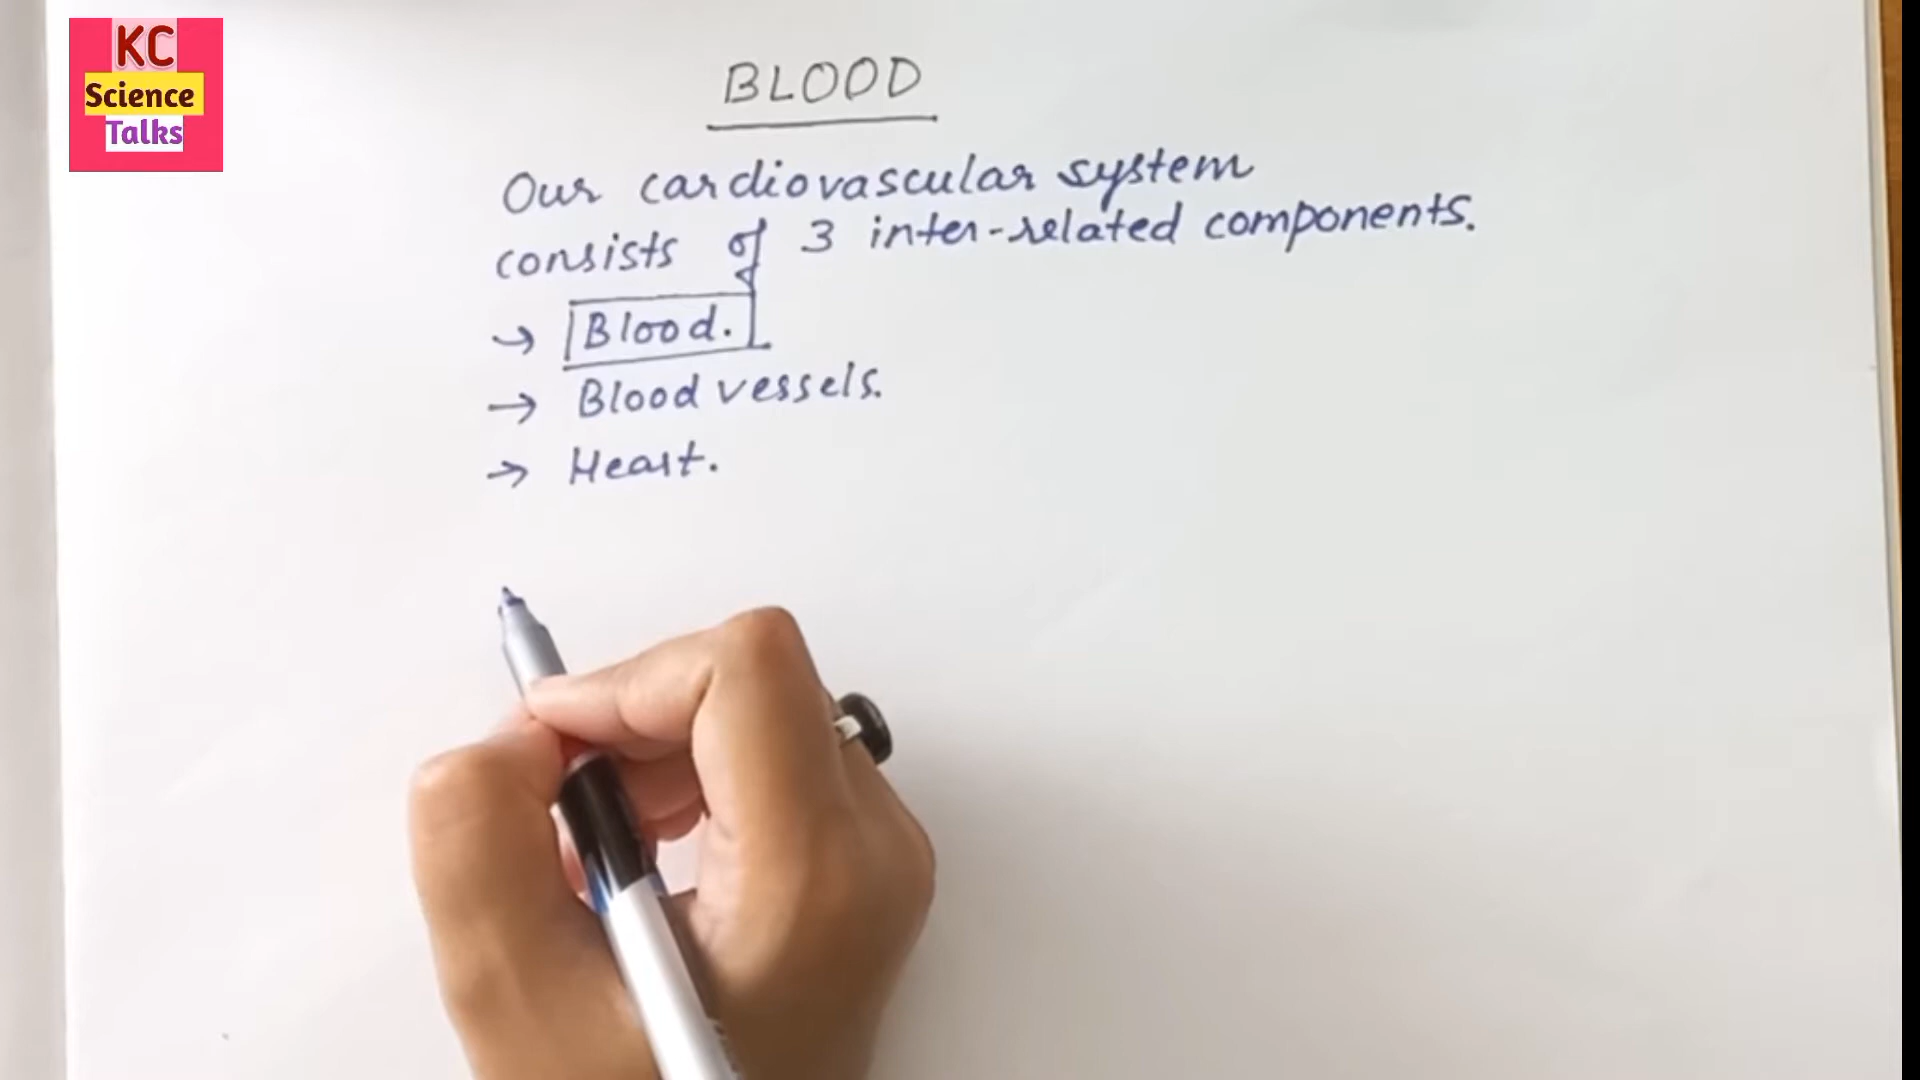 KC
Science
Talks
BLOOD
Our cardiovascular system
consists of 3 inter-related components.
→ Blood.
→ Blood vessels.
→ Heart.